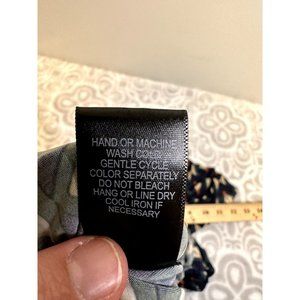 HAND OR MACHINE
WASH COLD
GENTLE CYCLE
COLOR SEPARATELY
DO NOT BLEACH
HANG OR LINE DRY
COOL IRON IF
NECESSARY